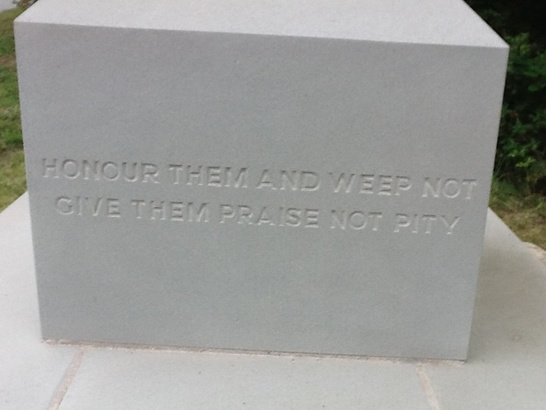 HONOUR THEM AND WEEP NOT
GIVE THEM PRAISE NOT PITY